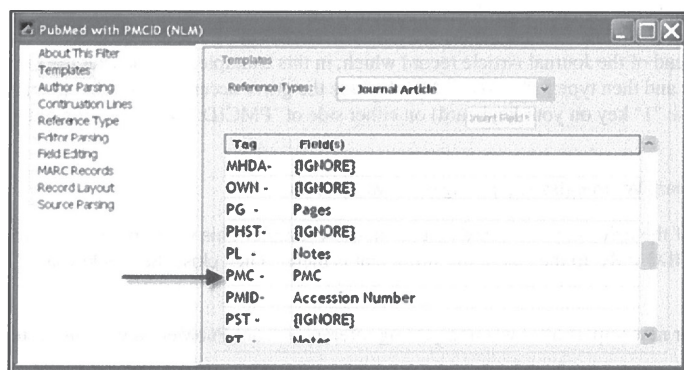 PubMed with PMCID (NLM)
About This Filter
Templates
Author Parsing
Continuation Lines
Reference Type
Editor Parsing
Field Editing
MARC Records
Record Layout
Source Parsing
Templates
Reference Types: Journal Article
Insert Field
Tag Field(s)
MHDA- {IGNORE}
OWN - {IGNORE}
PG - Pages
PHST- {IGNORE}
PL - Notes
PMC - PMC
PMID- Accession Number
PST - {IGNORE}
PT - Notes